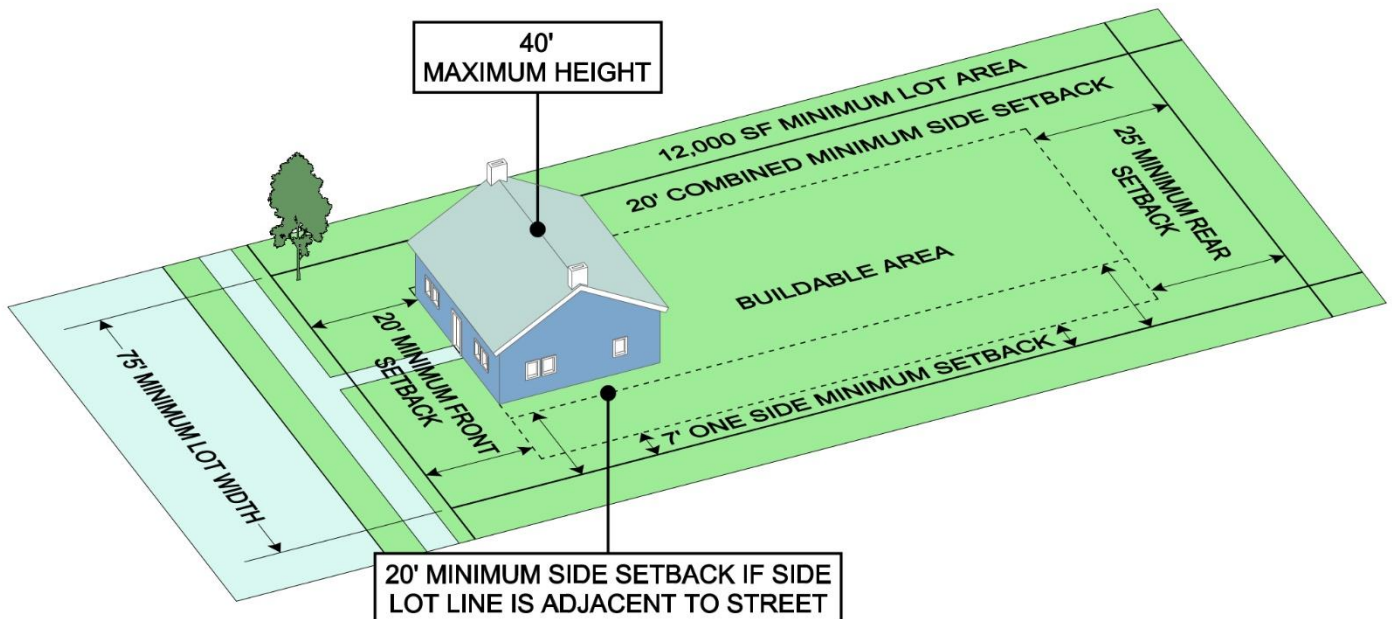 40'
MAXIMUM HEIGHT
12,000 SF MINIMUM LOT AREA
20' COMBINED MINIMUM SIDE SETBACK
25' MINIMUM REAR
SETBACK
BUILDABLE AREA
20' MINIMUM FRONT
SETBACK
7' ONE SIDE MINIMUM SETBACK
75' MINIMUM LOT WIDTH
20' MINIMUM SIDE SETBACK IF SIDE
LOT LINE IS ADJACENT TO STREET